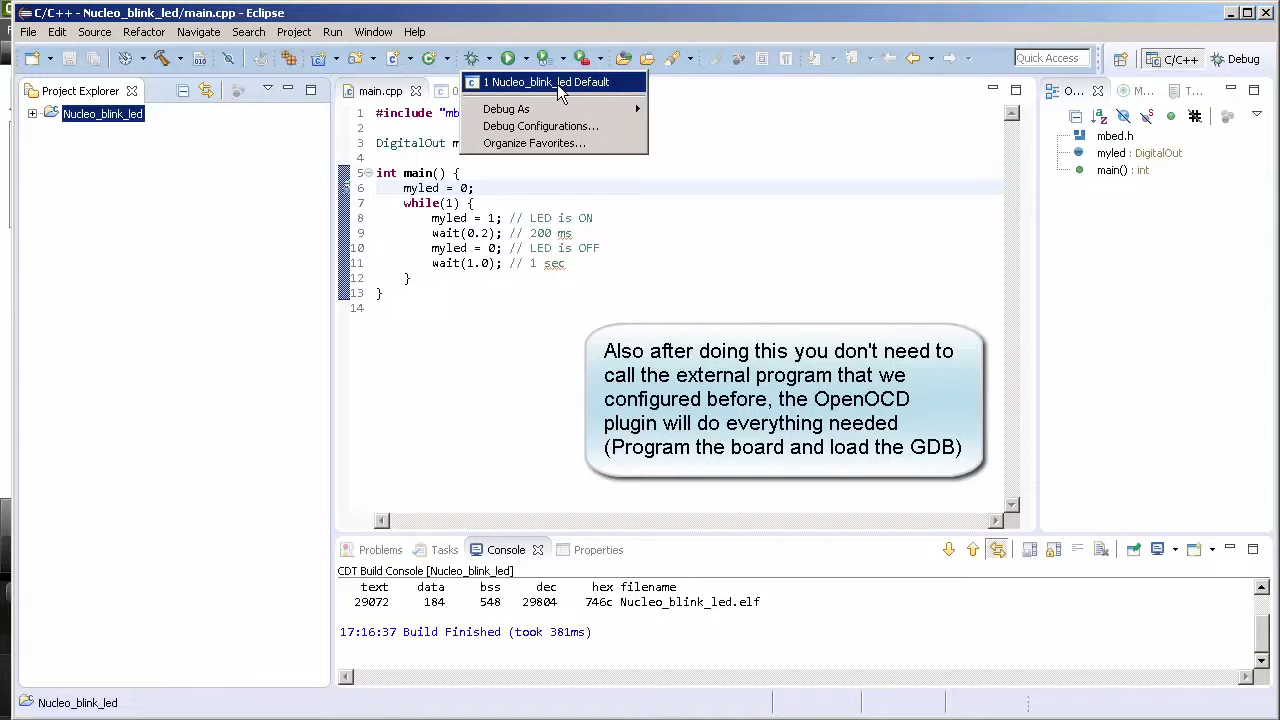 C/C++ - Nucleo_blink_led/main.cpp - Eclipse
File Edit Source Refactor Navigate Search Project Run Window Help
Quick Access
C/C++
Debug
Project Explorer
Nucleo_blink_led
main.cpp
1 Nucleo_blink_led Default
Debug As
Debug Configurations...
Organize Favorites...
1 #include "mb
2
3 DigitalOut m
4
5 int main() {
6 myled = 0;
7 while(1) {
8 myled = 1; // LED is ON
9 wait(0.2); // 200 ms
10 myled = 0; // LED is OFF
11 wait(1.0); // 1 sec
12 }
13 }
14
O...
M...
T...
mbed.h
myled : DigitalOut
main() : int
Also after doing this you don't need to
call the external program that we
configured before, the OpenOCD
plugin will do everything needed
(Program the board and load the GDB)
Problems Tasks Console Properties
CDT Build Console [Nucleo_blink_led]
text data bss dec hex filename
29072 184 548 29804 746c Nucleo_blink_led.elf
17:16:37 Build Finished (took 381ms)
Nucleo_blink_led